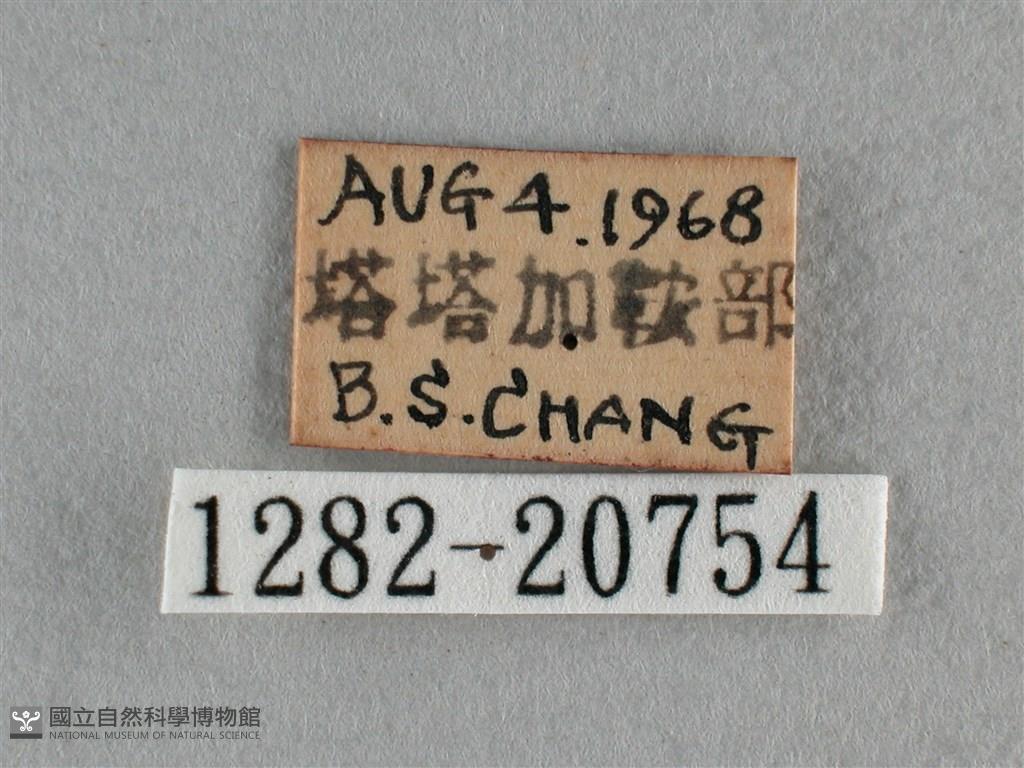 AUG 4.1968
塔塔加鞍部
B.S.CHANG
1282-20754
國立自然科學博物館
NATIONAL MUSEUM OF NATURAL SCIENCE